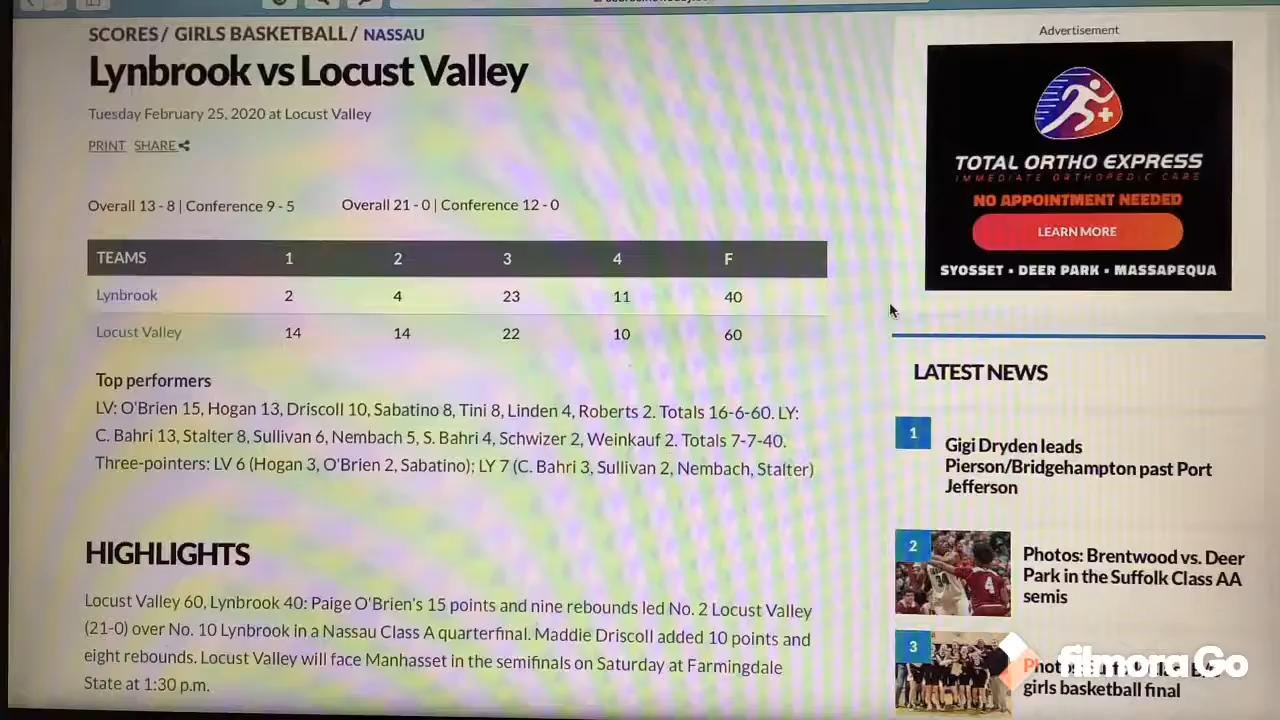 SCORES/ GIRLS BASKETBALL/ NASSAU
Lynbrook vs Locust Valley
Tuesday February 25, 2020 at Locust Valley
PRINT SHARE
Overall 13 - 8 | Conference 9 - 5 Overall 21 - 0 | Conference 12 - 0
TEAMS 1 2 3 4 F
Lynbrook 2 4 23 11 40
Locust Valley 14 14 22 10 60
Top performers
LV: O'Brien 15, Hogan 13, Driscoll 10, Sabatino 8, Tini 8, Linden 4, Roberts 2. Totals 16-6-60. LY:
C. Bahri 13, Stalter 8, Sullivan 6, Nembach 5, S. Bahri 4, Schwizer 2, Weinkauf 2. Totals 7-7-40.
Three-pointers: LV 6 (Hogan 3, O'Brien 2, Sabatino); LY 7 (C. Bahri 3, Sullivan 2, Nembach, Stalter)
HIGHLIGHTS
Locust Valley 60, Lynbrook 40: Paige O'Brien's 15 points and nine rebounds led No. 2 Locust Valley
(21-0) over No. 10 Lynbrook in a Nassau Class A quarterfinal. Maddie Driscoll added 10 points and
eight rebounds. Locust Valley will face Manhasset in the semifinals on Saturday at Farmingdale
State at 1:30 p.m.
Advertisement
TOTAL ORTHO EXPRESS
IMMEDIATE ORTHOPEDIC CARE
NO APPOINTMENT NEEDED
LEARN MORE
SYOSSET • DEER PARK • MASSAPEQUA
LATEST NEWS
1
Gigi Dryden leads
Pierson/Bridgehampton past Port
Jefferson
2
34
4
Photos: Brentwood vs. Deer
Park in the Suffolk Class AA
semis
3
girls basketball final
filmora Go